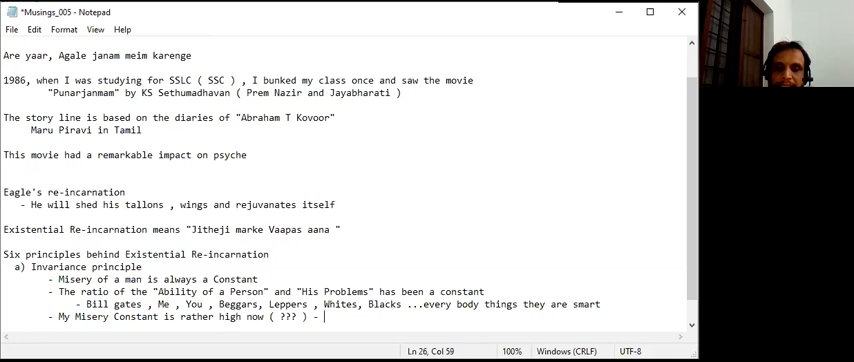 *Musings_005 - Notepad
File Edit Format View Help
Are yaar, Agale janam meim karenge
1986, when I was studying for SSLC ( SSC ) , I bunked my class once and saw the movie
"Punarjanmam" by KS Sethumadhavan ( Prem Nazir and Jayabharati )
The story line is based on the diaries of "Abraham T Kovoor"
Maru Piravi in Tamil
This movie had a remarkable impact on psyche
Eagle's re-incarnation
- He will shed his tallons , wings and rejuvanates itself
Existential Re-incarnation means "Jitheji marke Vaapas aana "
Six principles behind Existential Re-incarnation
a) Invariance principle
- Misery of a man is always a Constant
- The ratio of the "Ability of a Person" and "His Problems" has been a constant
- Bill gates , Me , You , Beggars, Leppers , Whites, Blacks ...every body things they are smart
- My Misery Constant is rather high now ( ??? ) -
Ln 26, Col 59 100% Windows (CRLF) UTF-8